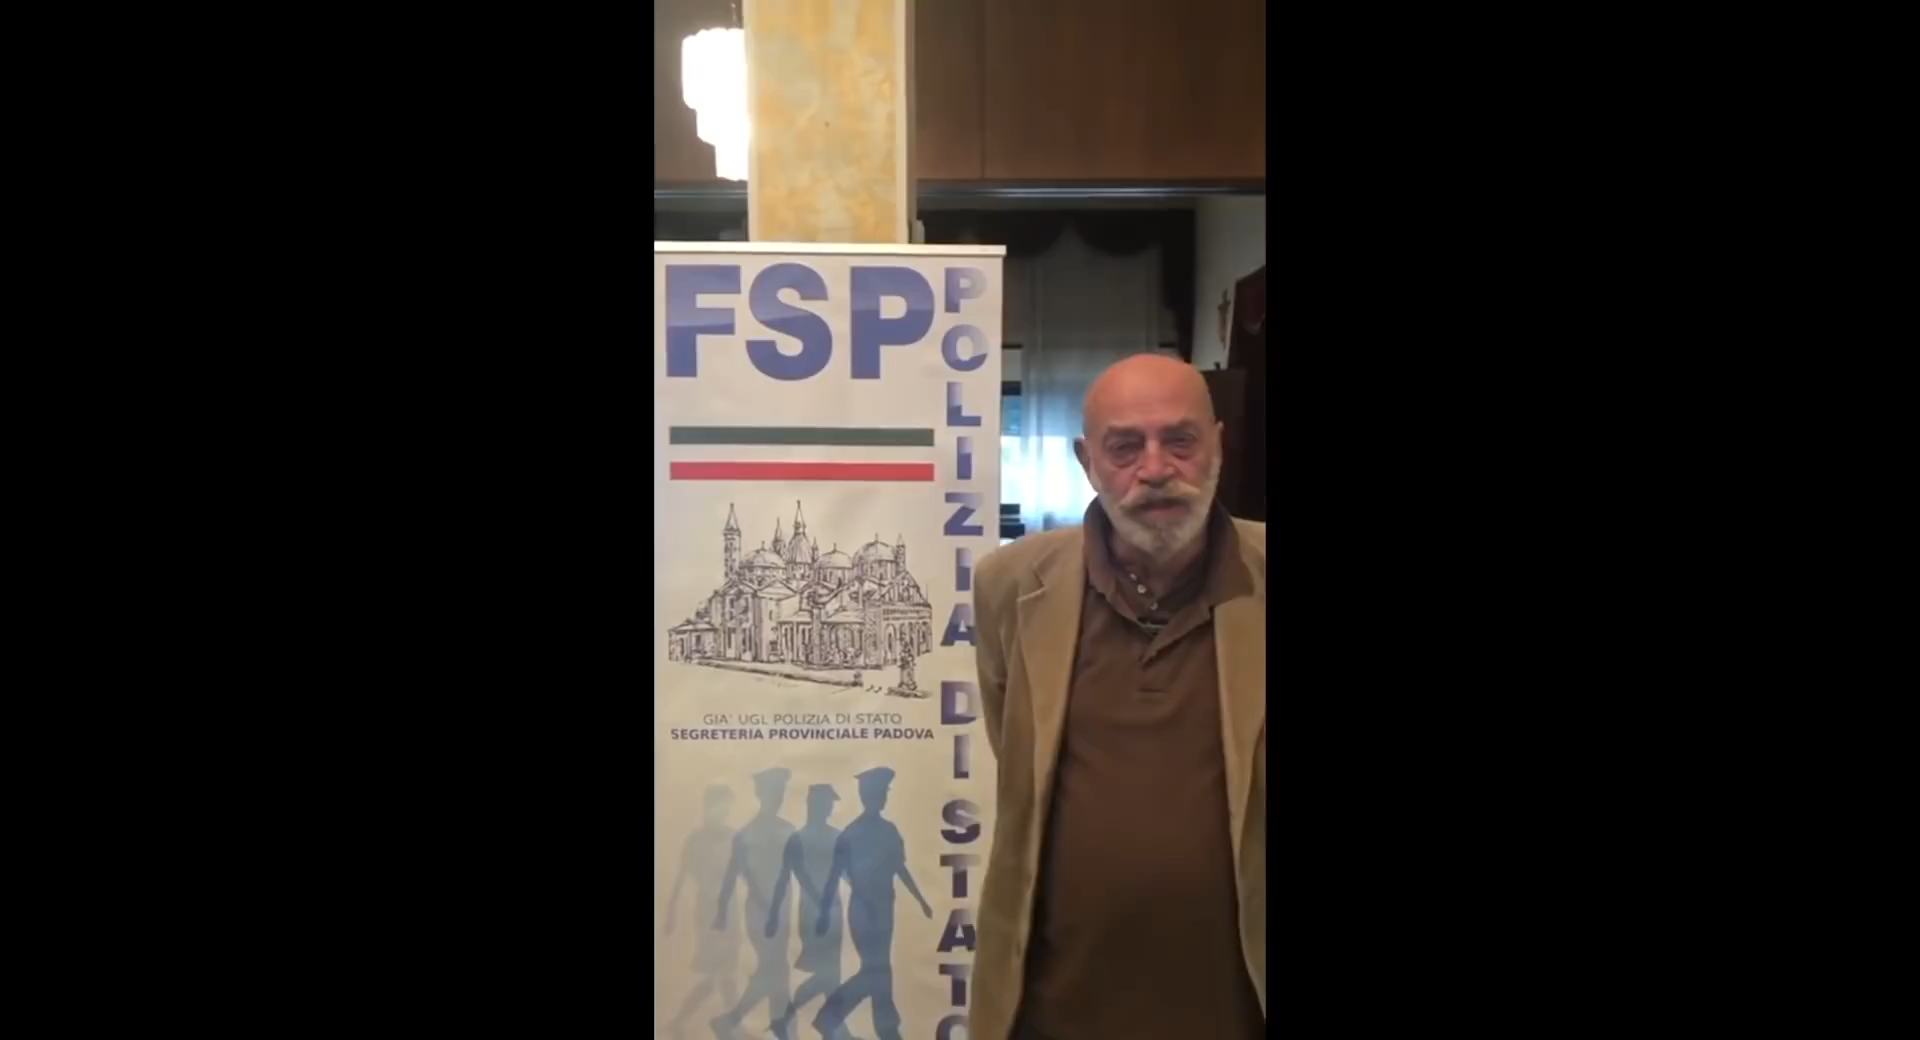 FSP
POLIZIA DI STATO
GIA' UGL POLIZIA DI STATO
SEGRETERIA PROVINCIALE PADOVA